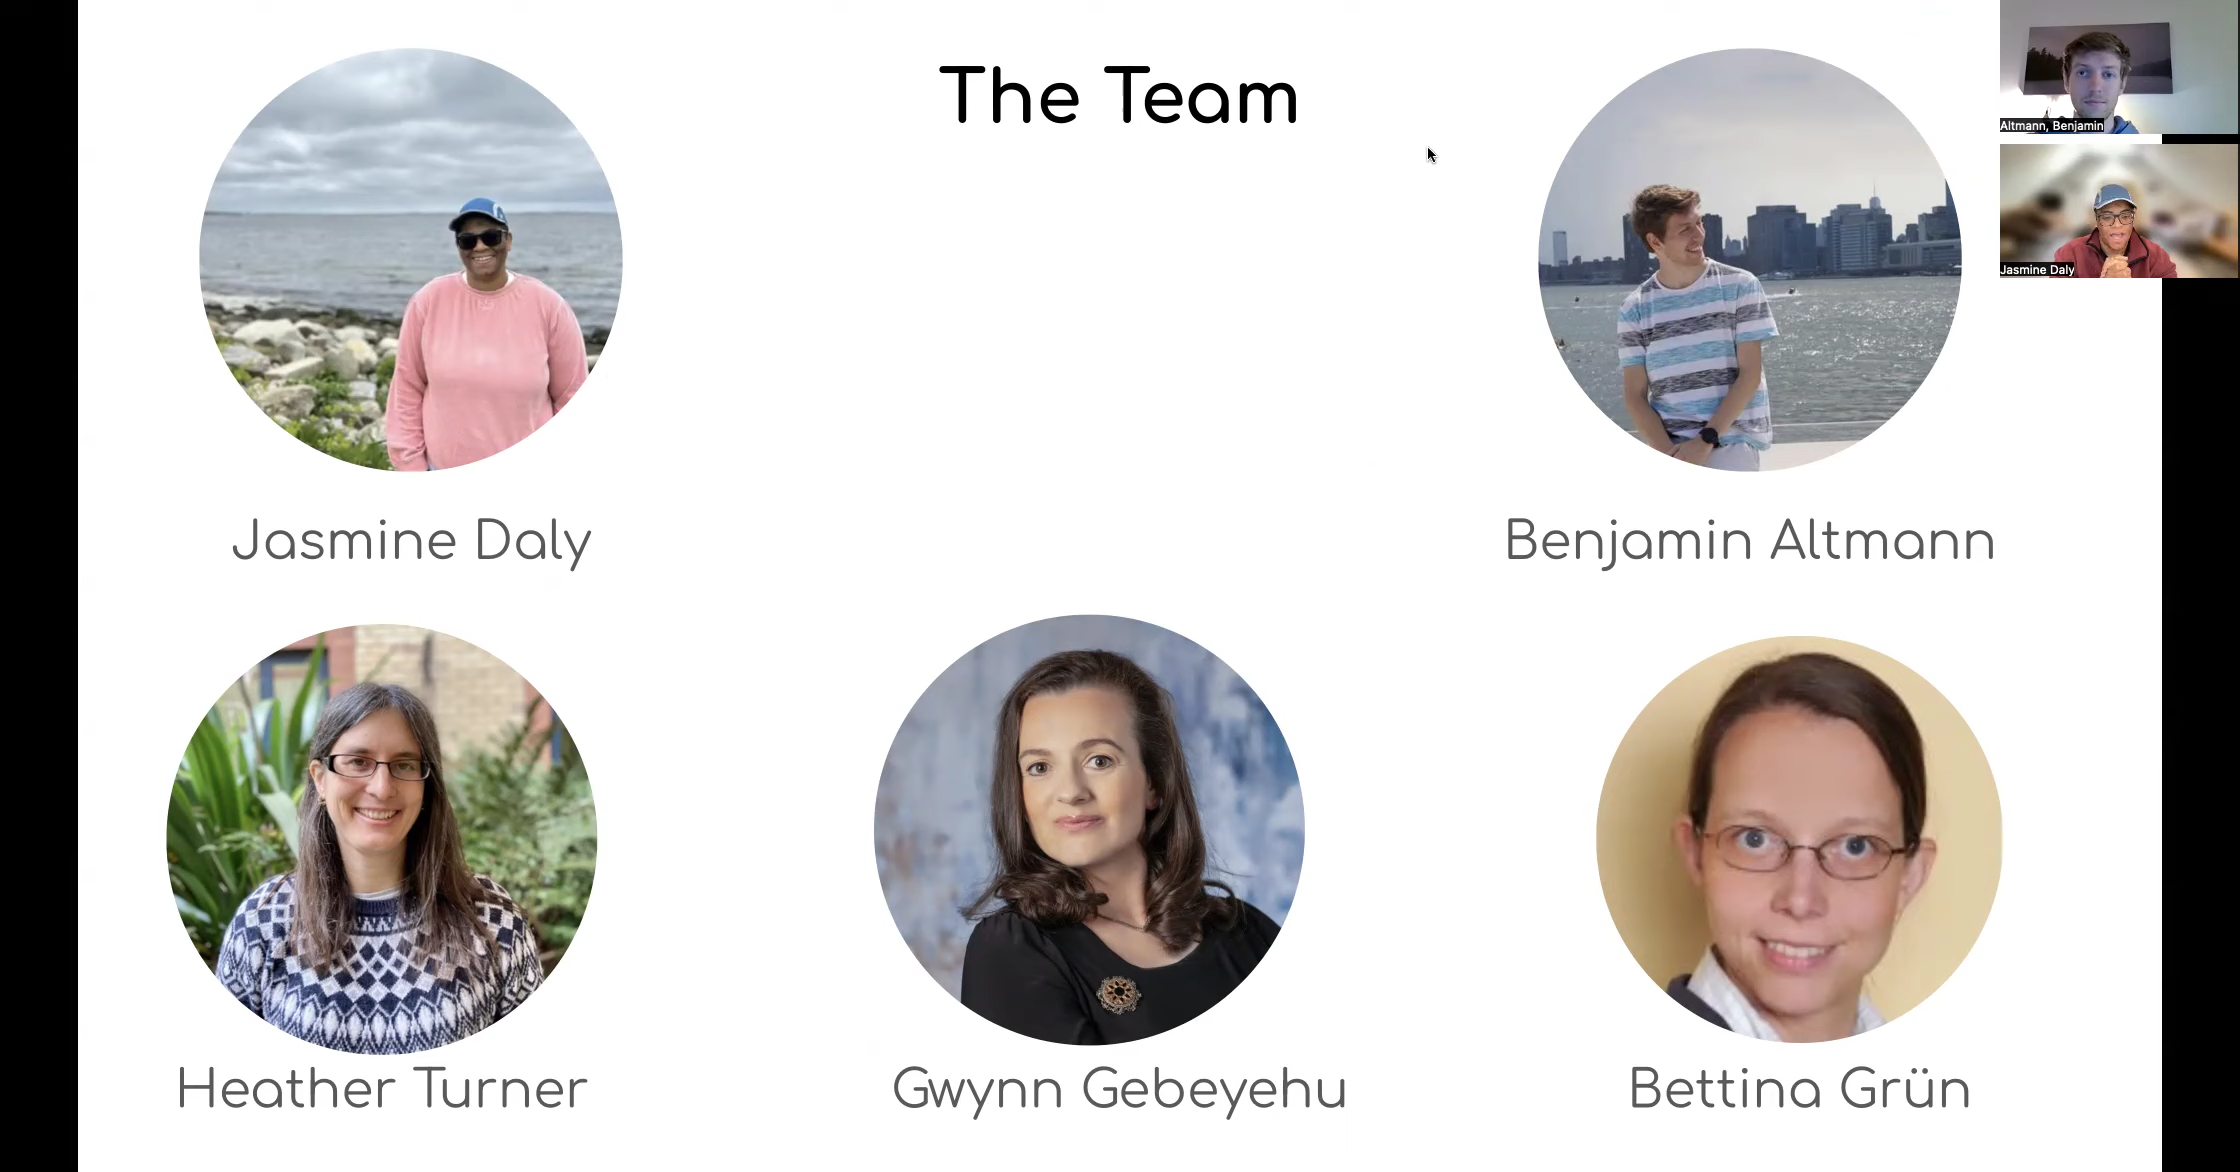 The Team
Altmann, Benjamin
Jasmine Daly
Jasmine Daly
Benjamin Altmann
Heather Turner
Gwynn Gebeyehu
Bettina Grün